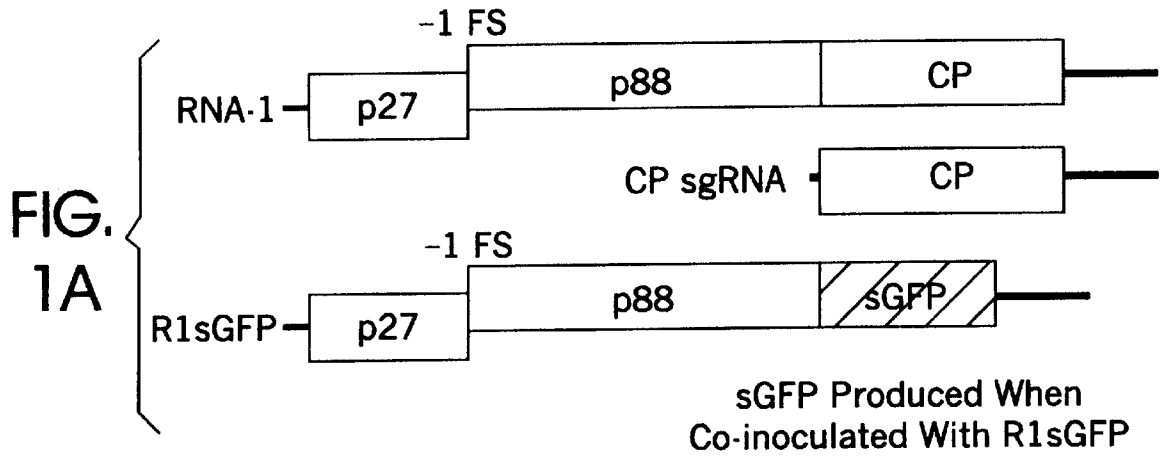 FIG.
1A
−1 FS
RNA-1 p27 p88 CP
CP sgRNA CP
−1 FS
R1sGFP p27 p88 sGFP
sGFP Produced When
Co-inoculated With R1sGFP